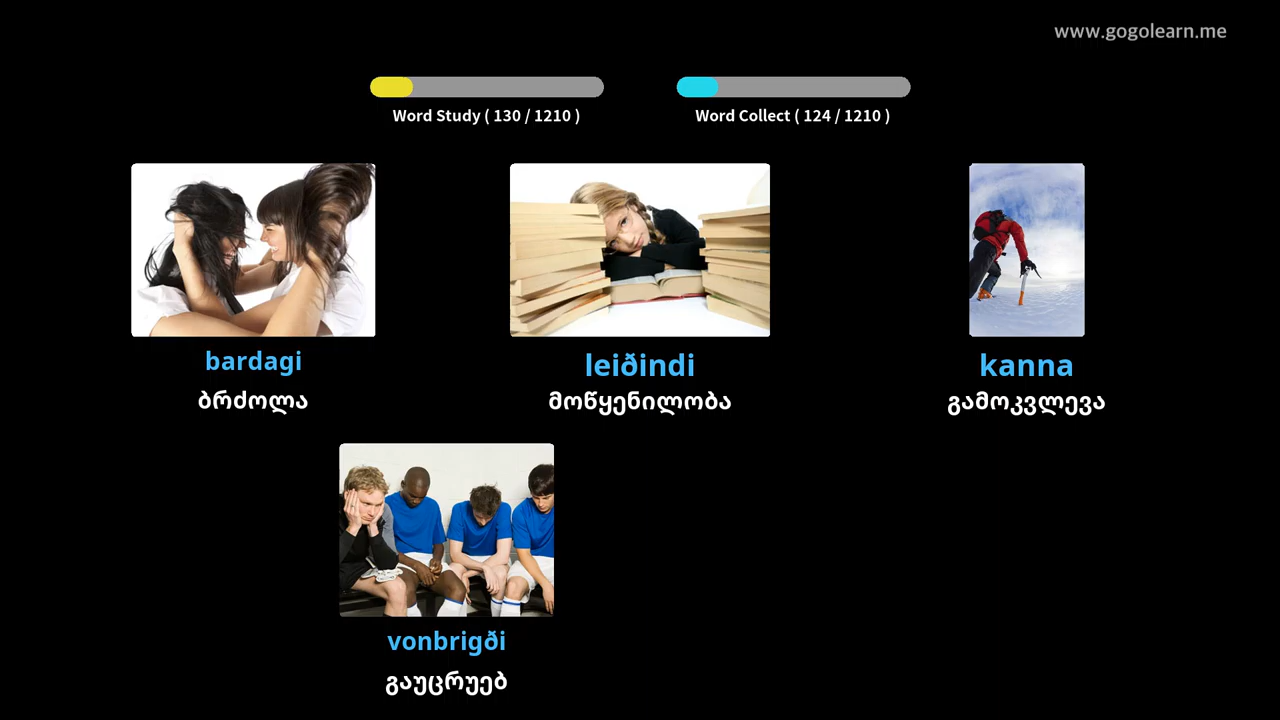 www.gogolearn.me
Word Study ( 130 / 1210 )
Word Collect ( 124 / 1210 )
bardagi
ბრძოლა
leiðindi
მოწყენილობა
kanna
გამოკვლევა
vonbrigði
გაუცრუებ